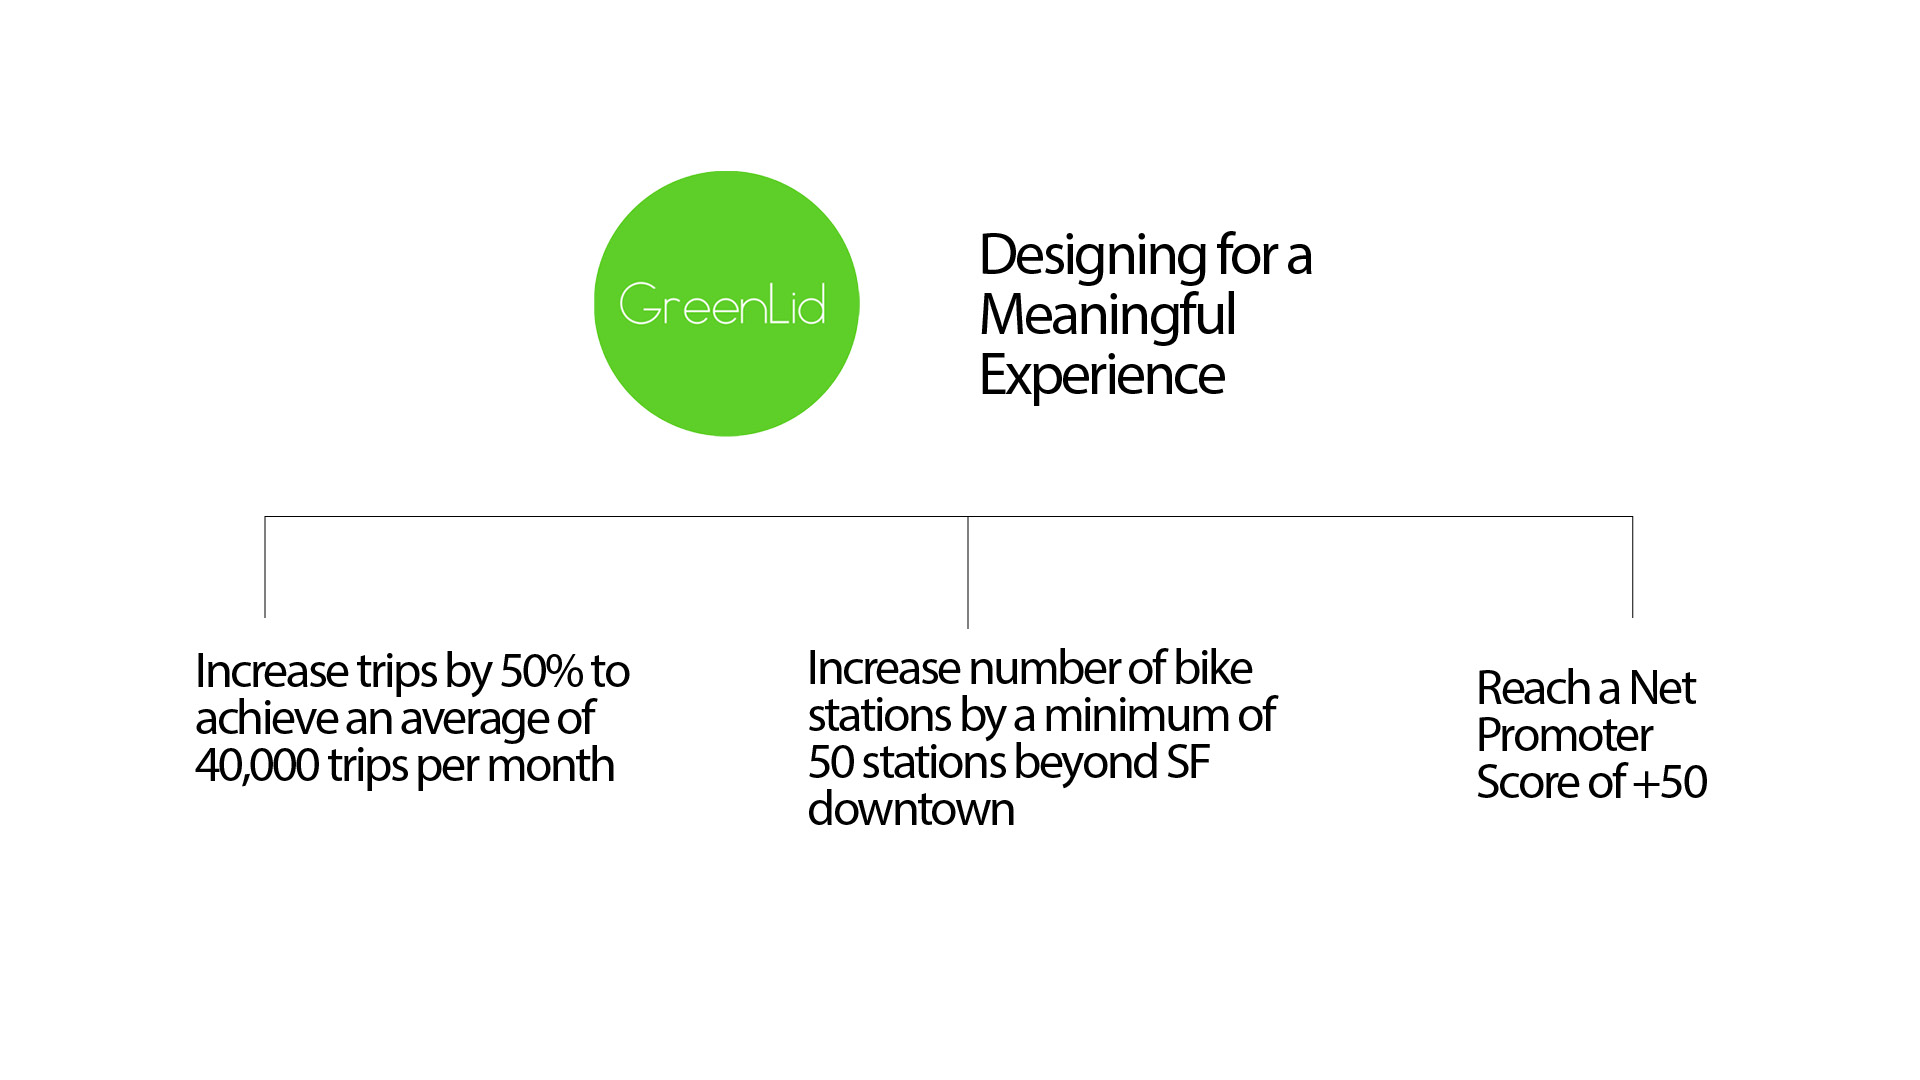 GreenLid
Designing for a
Meaningful
Experience
Increase trips by 50% to
achieve an average of
40,000 trips per month
Increase number of bike
stations by a minimum of
50 stations beyond SF
downtown
Reach a Net
Promoter
Score of +50